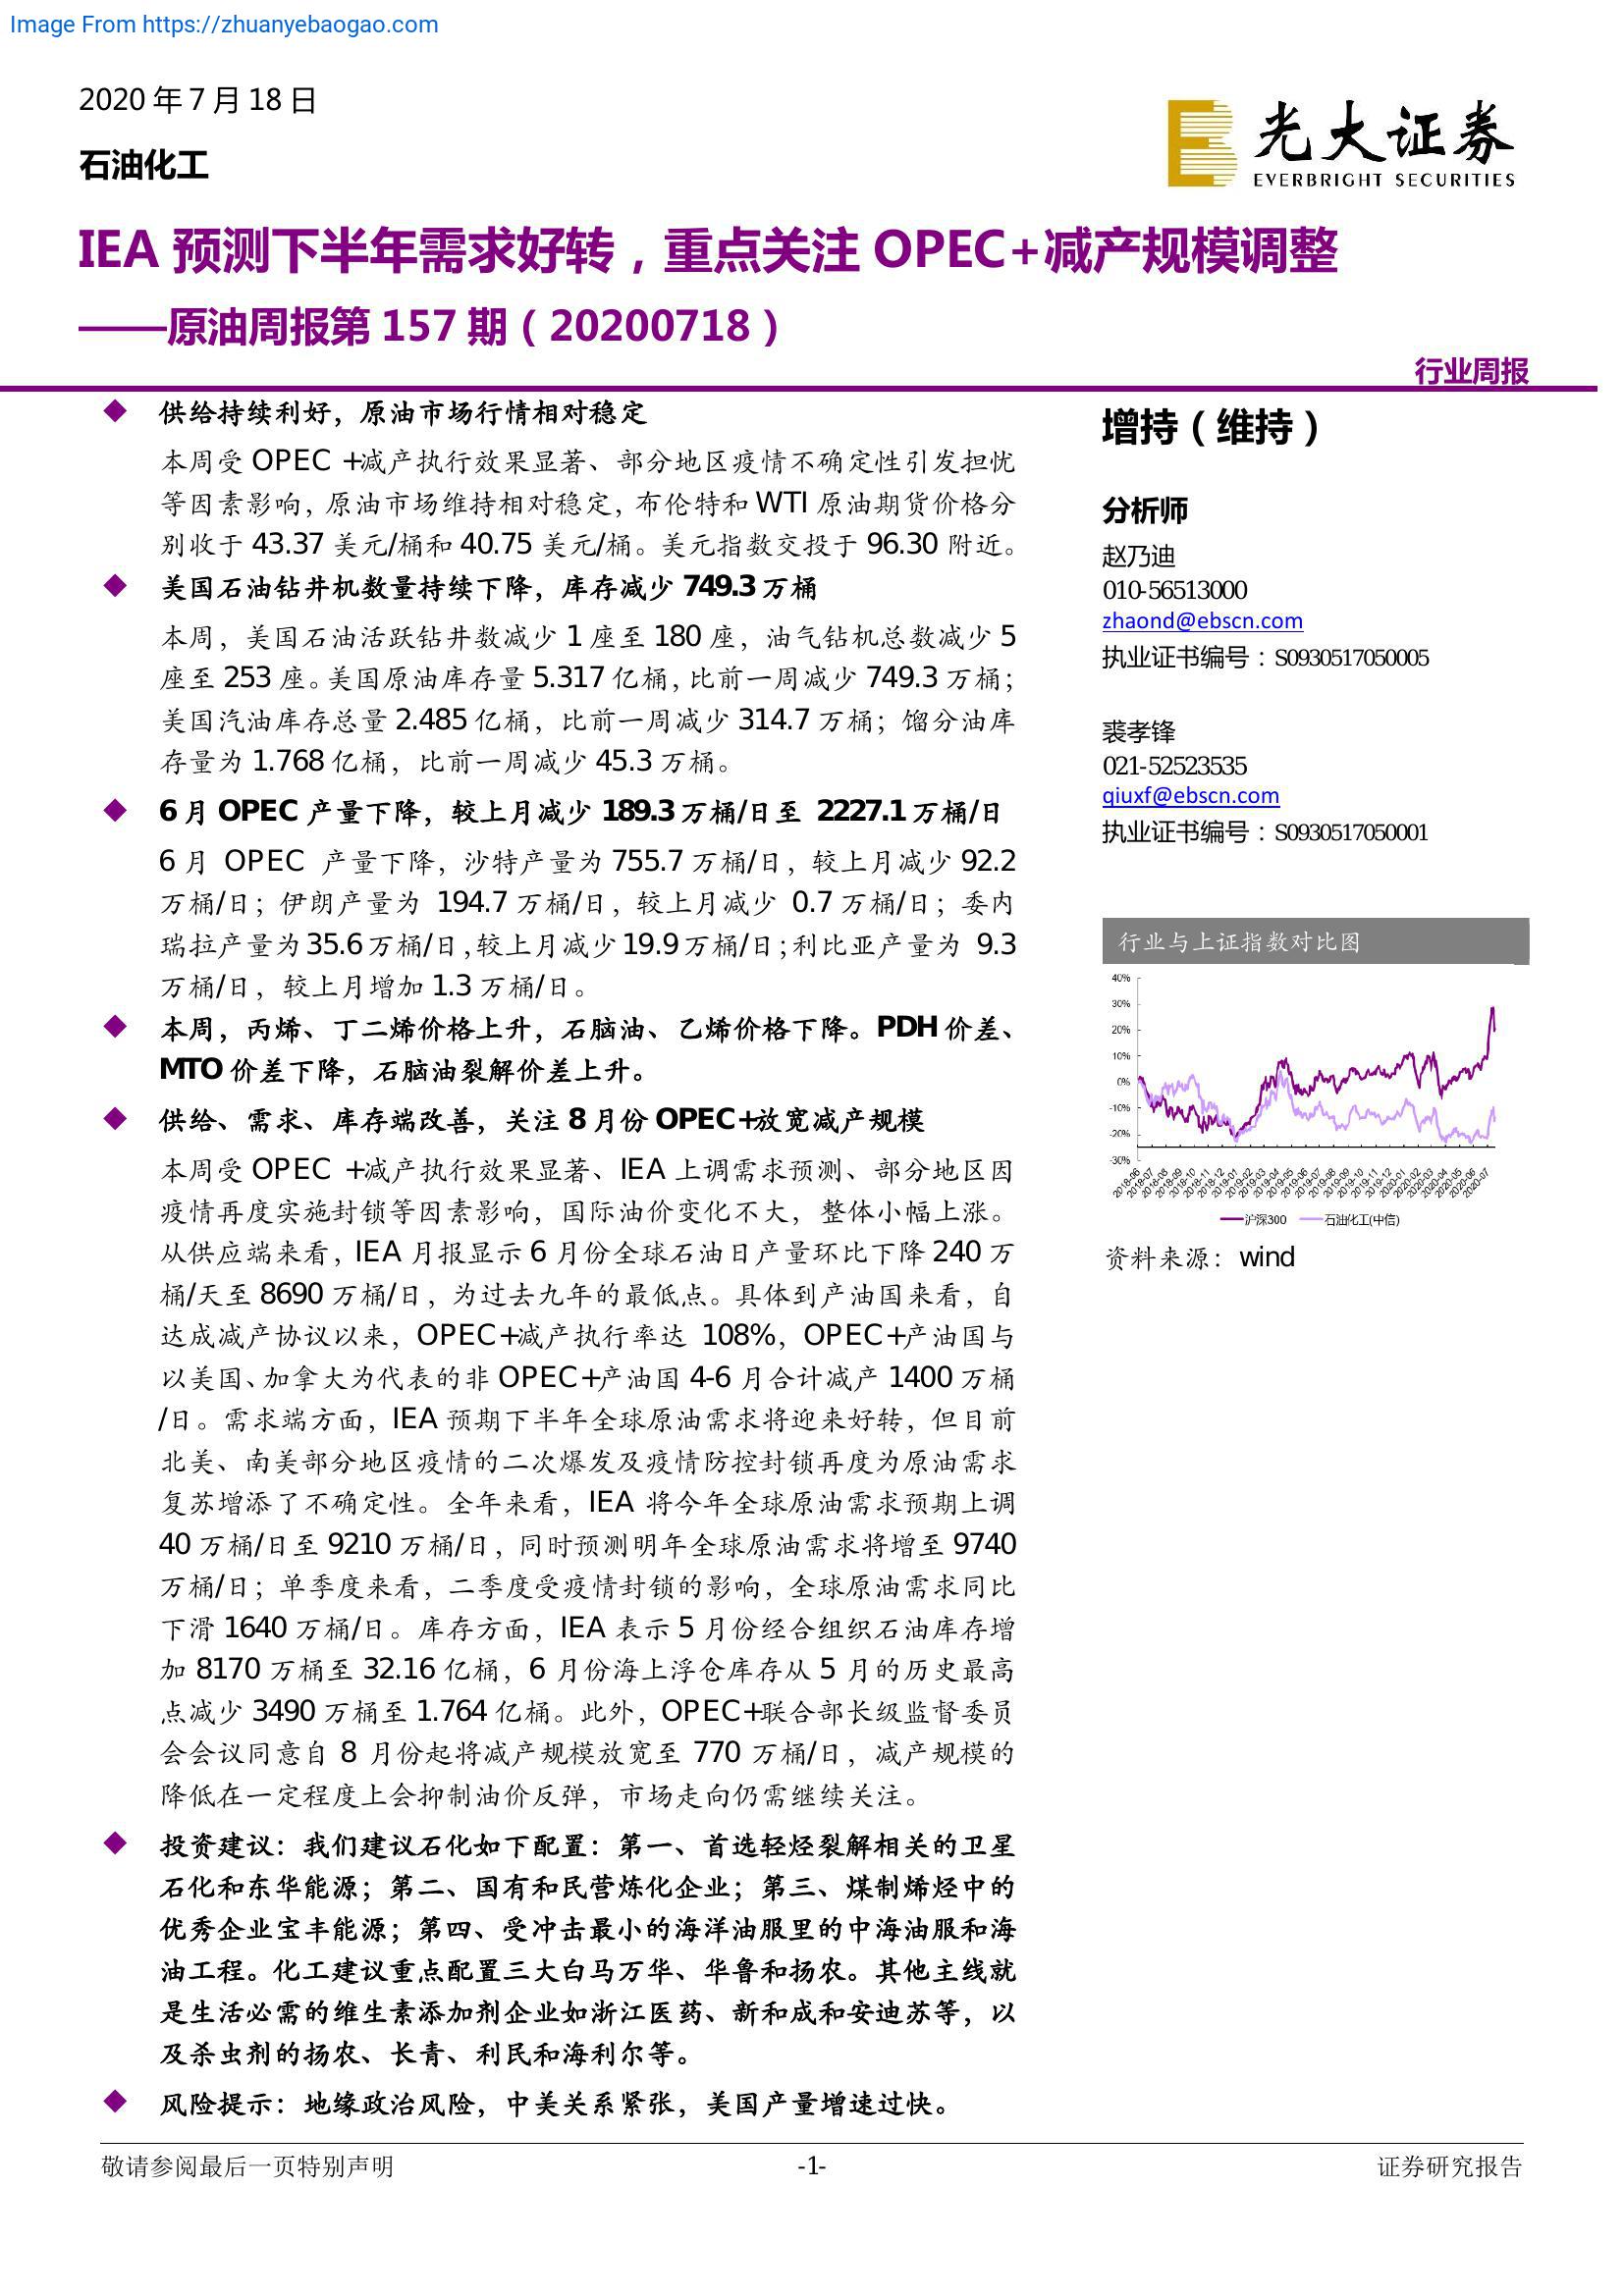 Image From https://zhuanyebaogao.com
2020 年 7 月 18 日
石油化工
光大证券
EVERBRIGHT SECURITIES
IEA 预测下半年需求好转，重点关注 OPEC+减产规模调整
——原油周报第 157 期（20200718）
行业周报
◆ 供给持续利好，原油市场行情相对稳定
本周受 OPEC +减产执行效果显著、部分地区疫情不确定性引发担忧
等因素影响，原油市场维持相对稳定，布伦特和 WTI 原油期货价格分
别收于 43.37 美元/桶和 40.75 美元/桶。美元指数交投于 96.30 附近。
◆ 美国石油钻井机数量持续下降，库存减少 749.3 万桶
本周，美国石油活跃钻井数减少 1 座至 180 座，油气钻机总数减少 5
座至 253 座。美国原油库存量 5.317 亿桶，比前一周减少 749.3 万桶；
美国汽油库存总量 2.485 亿桶，比前一周减少 314.7 万桶；馏分油库
存量为 1.768 亿桶，比前一周减少 45.3 万桶。
◆ 6 月 OPEC 产量下降，较上月减少 189.3 万桶/日至 2227.1 万桶/日
6 月 OPEC 产量下降，沙特产量为 755.7 万桶/日，较上月减少 92.2
万桶/日；伊朗产量为 194.7 万桶/日，较上月减少 0.7 万桶/日；委内
瑞拉产量为 35.6 万桶/日，较上月减少 19.9 万桶/日；利比亚产量为 9.3
万桶/日，较上月增加 1.3 万桶/日。
◆ 本周，丙烯、丁二烯价格上升，石脑油、乙烯价格下降。PDH 价差、
MTO 价差下降，石脑油裂解价差上升。
◆ 供给、需求、库存端改善，关注 8 月份 OPEC+放宽减产规模
本周受 OPEC +减产执行效果显著、IEA 上调需求预测、部分地区因
疫情再度实施封锁等因素影响，国际油价变化不大，整体小幅上涨。
从供应端来看，IEA 月报显示 6 月份全球石油日产量环比下降 240 万
桶/天至 8690 万桶/日，为过去九年的最低点。具体到产油国来看，自
达成减产协议以来，OPEC+减产执行率达 108%，OPEC+产油国与
以美国、加拿大为代表的非 OPEC+产油国 4-6 月合计减产 1400 万桶
/日。需求端方面，IEA 预期下半年全球原油需求将迎来好转，但目前
北美、南美部分地区疫情的二次爆发及疫情防控封锁再度为原油需求
复苏增添了不确定性。全年来看，IEA 将今年全球原油需求预期上调
40 万桶/日至 9210 万桶/日，同时预测明年全球原油需求将增至 9740
万桶/日；单季度来看，二季度受疫情封锁的影响，全球原油需求同比
下滑 1640 万桶/日。库存方面，IEA 表示 5 月份经合组织石油库存增
加 8170 万桶至 32.16 亿桶，6 月份海上浮仓库存从 5 月的历史最高
点减少 3490 万桶至 1.764 亿桶。此外，OPEC+联合部长级监督委员
会会议同意自 8 月份起将减产规模放宽至 770 万桶/日，减产规模的
降低在一定程度上会抑制油价反弹，市场走向仍需继续关注。
◆ 投资建议：我们建议石化如下配置：第一、首选轻烃裂解相关的卫星
石化和东华能源；第二、国有和民营炼化企业；第三、煤制烯烃中的
优秀企业宝丰能源；第四、受冲击最小的海洋油服里的中海油服和海
油工程。化工建议重点配置三大白马万华、华鲁和扬农。其他主线就
是生活必需的维生素添加剂企业如浙江医药、新和成和安迪苏等，以
及杀虫剂的扬农、长青、利民和海利尔等。
◆ 风险提示：地缘政治风险，中美关系紧张，美国产量增速过快。
增持（维持）
分析师
赵乃迪
010-56513000
zhaond@ebscn.com
执业证书编号：S0930517050005
裘孝锋
021-52523535
qiuxf@ebscn.com
执业证书编号：S0930517050001
行业与上证指数对比图
40%
30%
20%
10%
0%
-10%
-20%
-30%
2018-06 2018-07 2018-08 2018-09 2018-10 2018-11 2018-12 2019-01 2019-02 2019-03 2019-04 2019-05 2019-06 2019-07 2019-08 2019-09 2019-10 2019-11 2019-12 2020-01 2020-02 2020-03 2020-04 2020-05 2020-06 2020-07
沪深300 石油化工(中信)
资料来源：wind
敬请参阅最后一页特别声明 -1- 证券研究报告